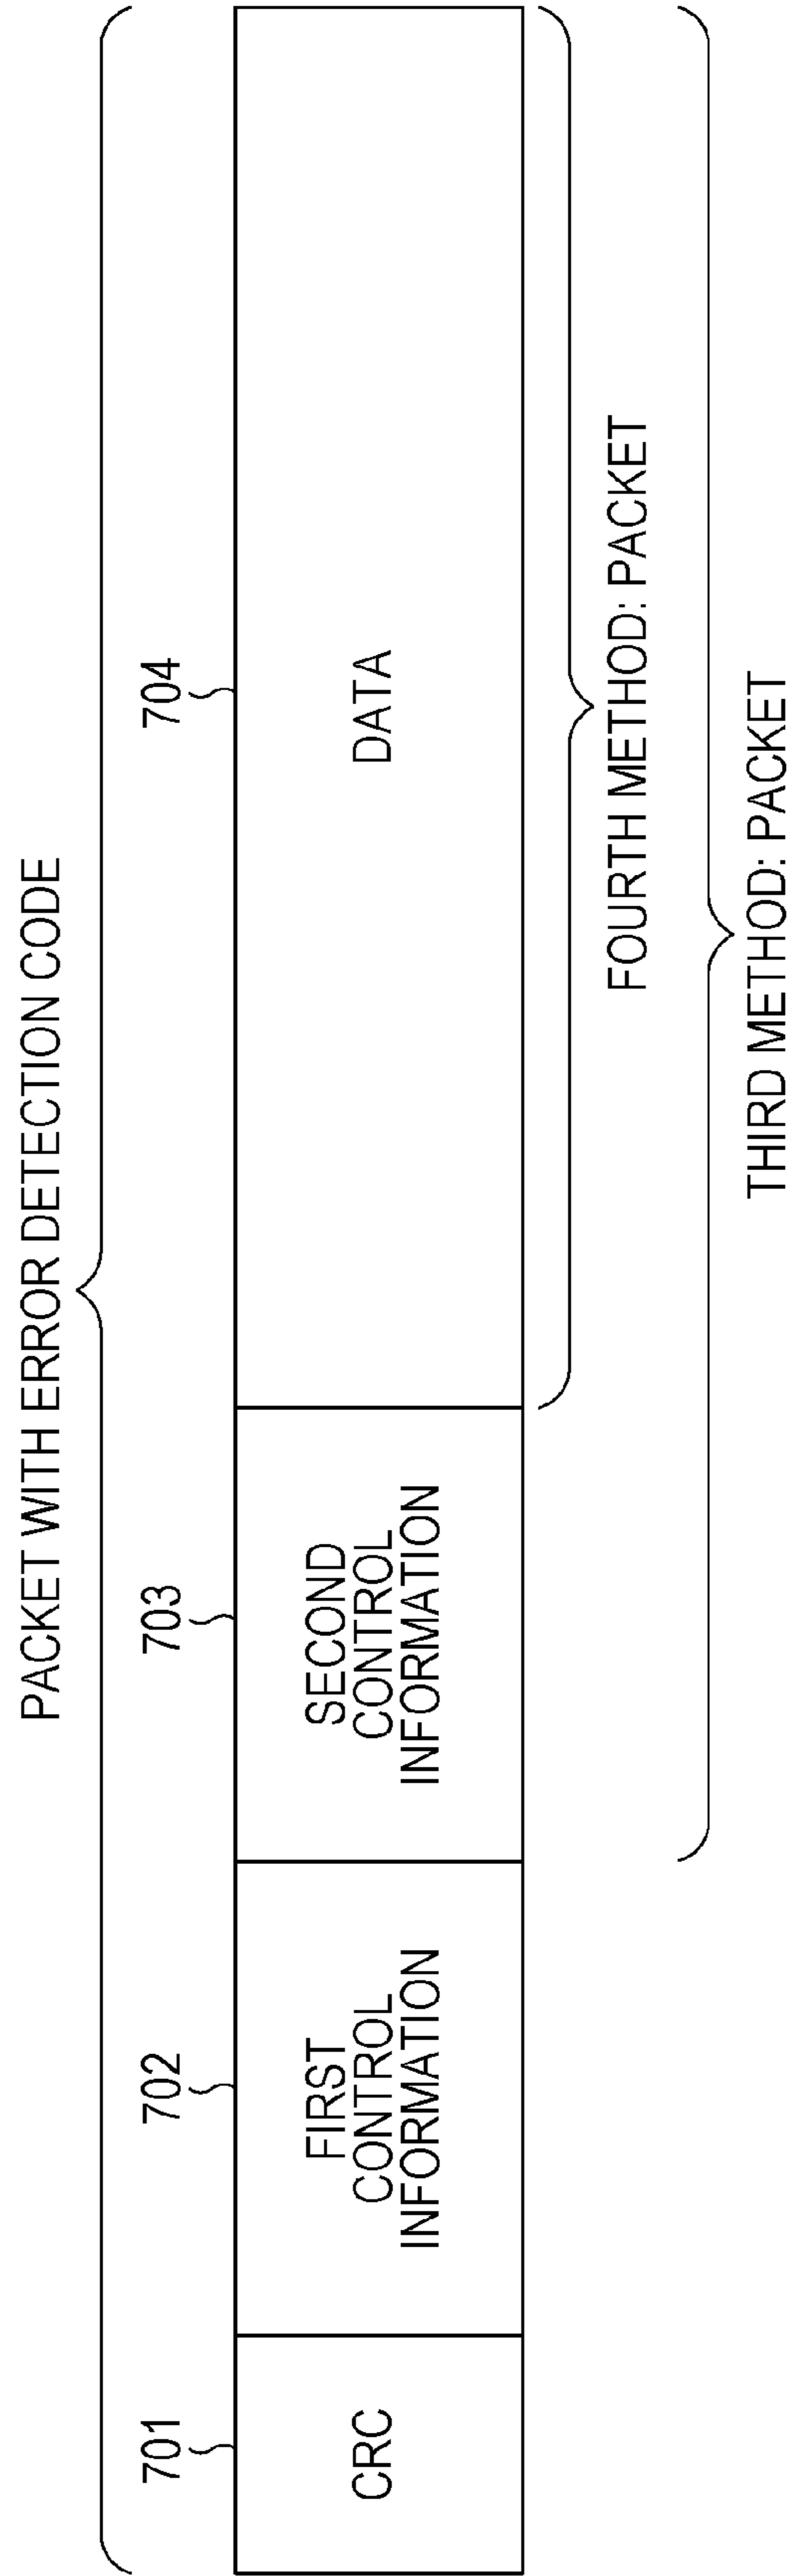 PACKET WITH ERROR DETECTION CODE
701
702
703
704
CRC
FIRST
CONTROL
INFORMATION
SECOND
CONTROL
INFORMATION
DATA
FOURTH METHOD: PACKET
THIRD METHOD: PACKET